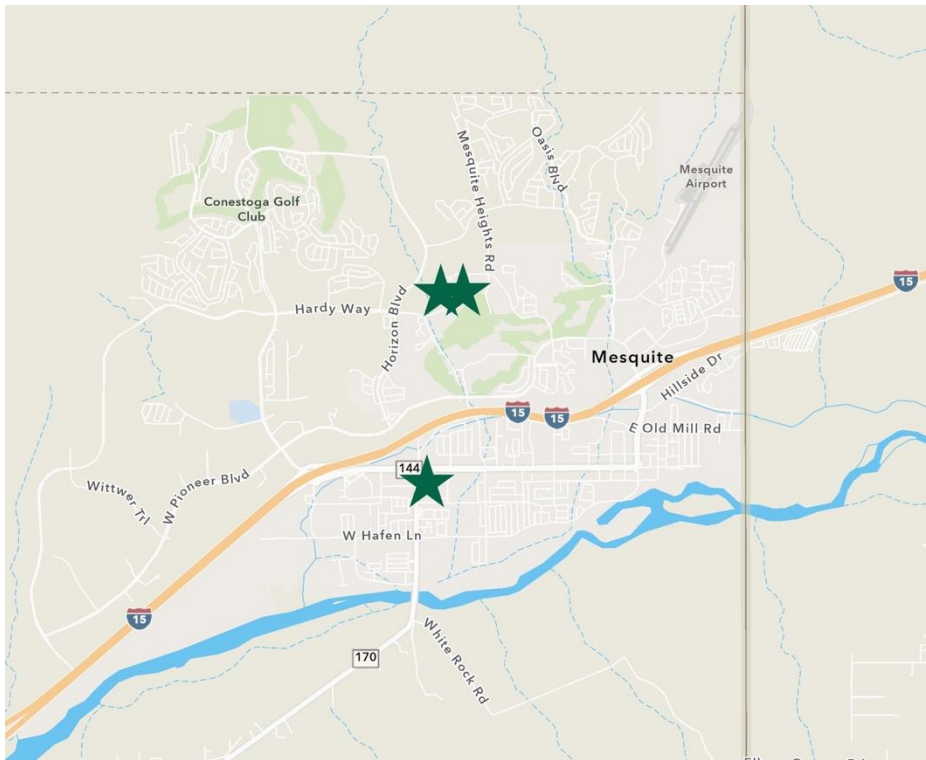 Mesquite Heights Rd
Oasis Blvd
Mesquite
Airport
Conestoga Golf
Club
15
Hardy Way
Horizon Blvd
Mesquite
Hillside Dr
15
15
E Old Mill Rd
144
Wittwer Trl
W Pioneer Blvd
W Hafen Ln
15
White Rock Rd
170